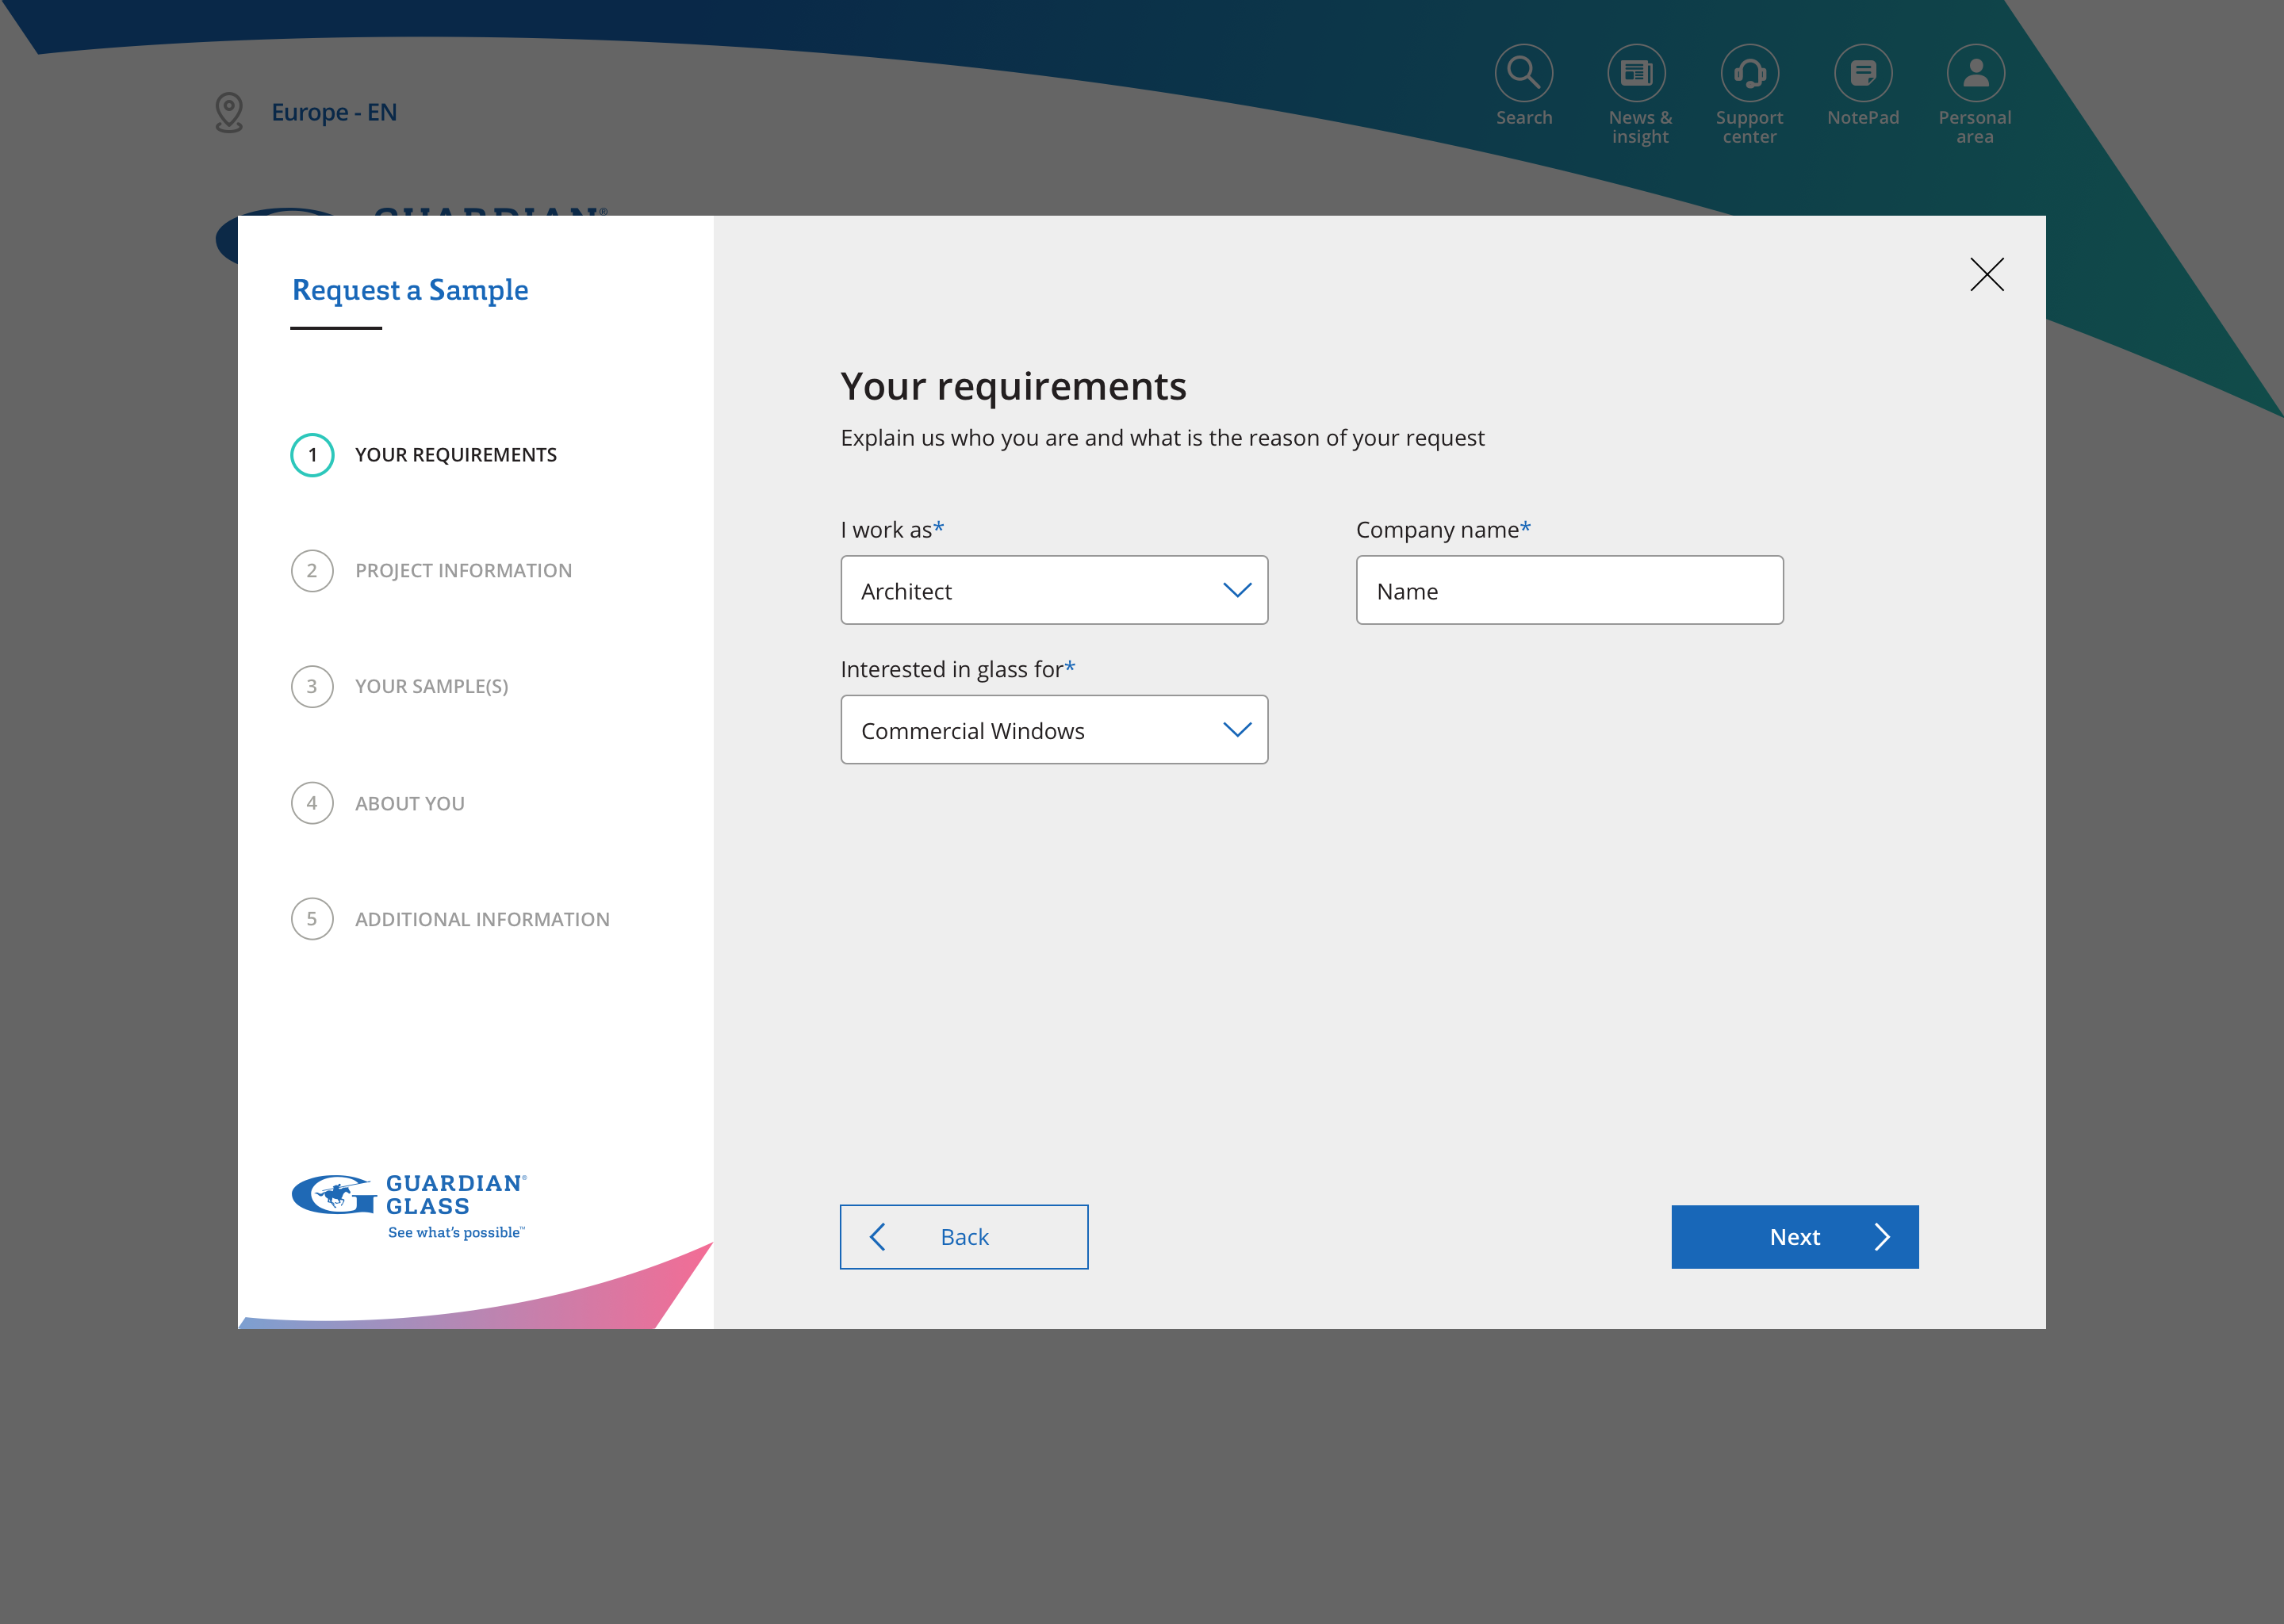 Europe - EN
Search
News &
insight
Support
center
NotePad
Personal
area
GUARDIAN®
Request a Sample
1 YOUR REQUIREMENTS
2 PROJECT INFORMATION
3 YOUR SAMPLE(S)
4 ABOUT YOU
5 ADDITIONAL INFORMATION
GUARDIAN®
GLASS
See what's possible™
Your requirements
Explain us who you are and what is the reason of your request
I work as*
Architect
Company name*
Name
Interested in glass for*
Commercial Windows
Back
Next